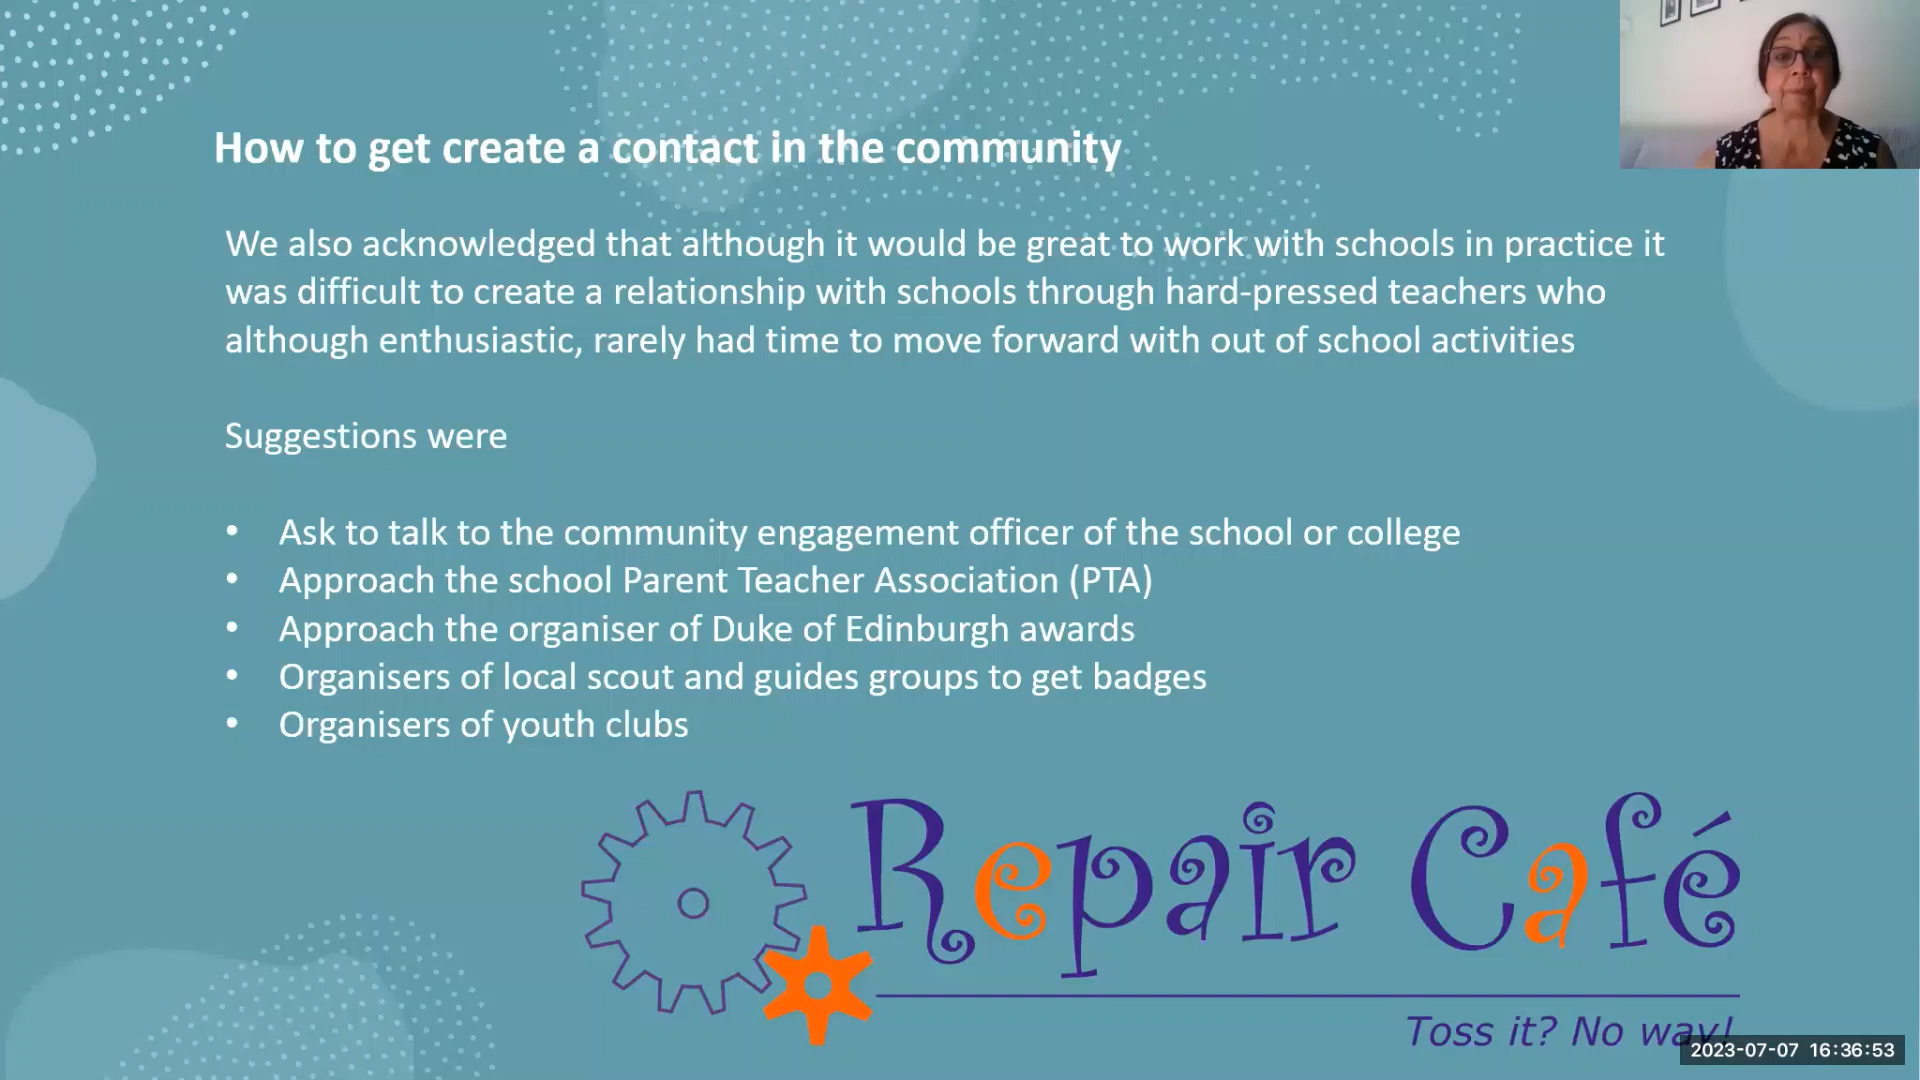 How to get create a contact in the community
We also acknowledged that although it would be great to work with schools in practice it
was difficult to create a relationship with schools through hard-pressed teachers who
although enthusiastic, rarely had time to move forward with out of school activities
Suggestions were
• Ask to talk to the community engagement officer of the school or college
• Approach the school Parent Teacher Association (PTA)
• Approach the organiser of Duke of Edinburgh awards
• Organisers of local scout and guides groups to get badges
• Organisers of youth clubs
Repair Café
Toss it? No way!
2023-07-07 16:36:53